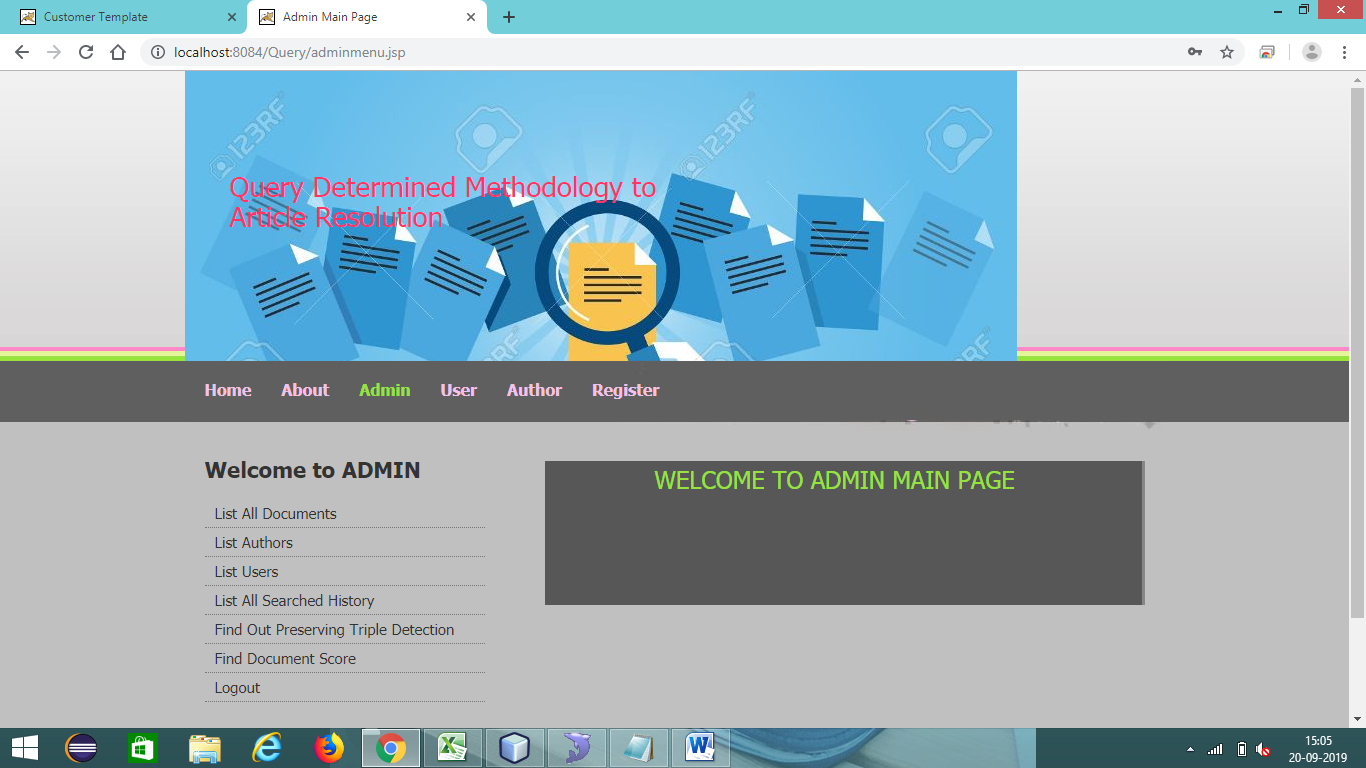 Customer Template
Admin Main Page
localhost:8084/Query/adminmenu.jsp
123RF
123RF
Query Determined Methodology to
Article Resolution
Home About Admin User Author Register
Welcome to ADMIN
WELCOME TO ADMIN MAIN PAGE
List All Documents
List Authors
List Users
List All Searched History
Find Out Preserving Triple Detection
Find Document Score
Logout
15:05
20-09-2019